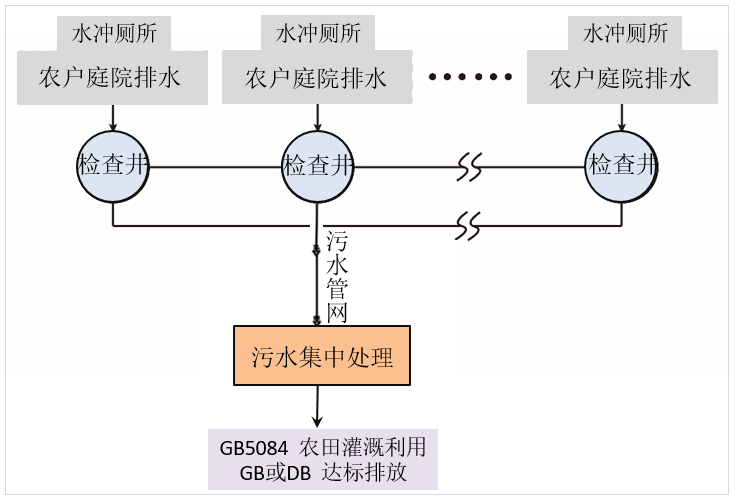 水冲厕所
水冲厕所
水冲厕所
农户庭院排水
农户庭院排水
……
农户庭院排水
检查井
检查井
检查井
污水管网
污水集中处理
GB5084 农田灌溉利用
GB或DB 达标排放